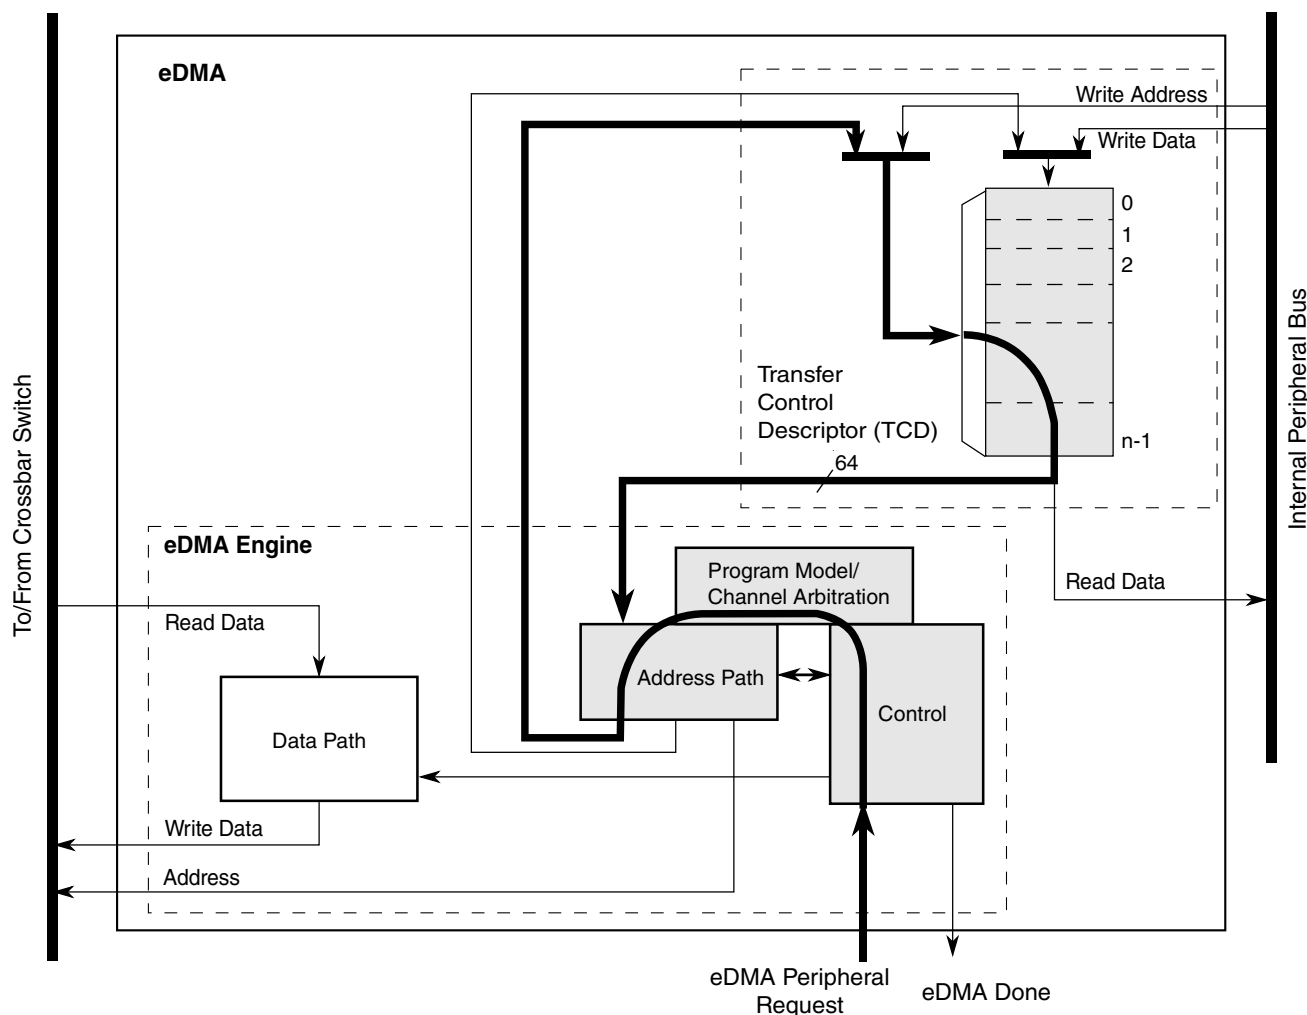 eDMA
Write Address
Write Data
0
1
2
n-1
Transfer
Control
Descriptor (TCD)
64
To/From Crossbar Switch
Internal Peripheral Bus
eDMA Engine
Program Model/
Channel Arbitration
Read Data
Read Data
Address Path
Control
Data Path
Write Data
Address
eDMA Peripheral
Request
eDMA Done